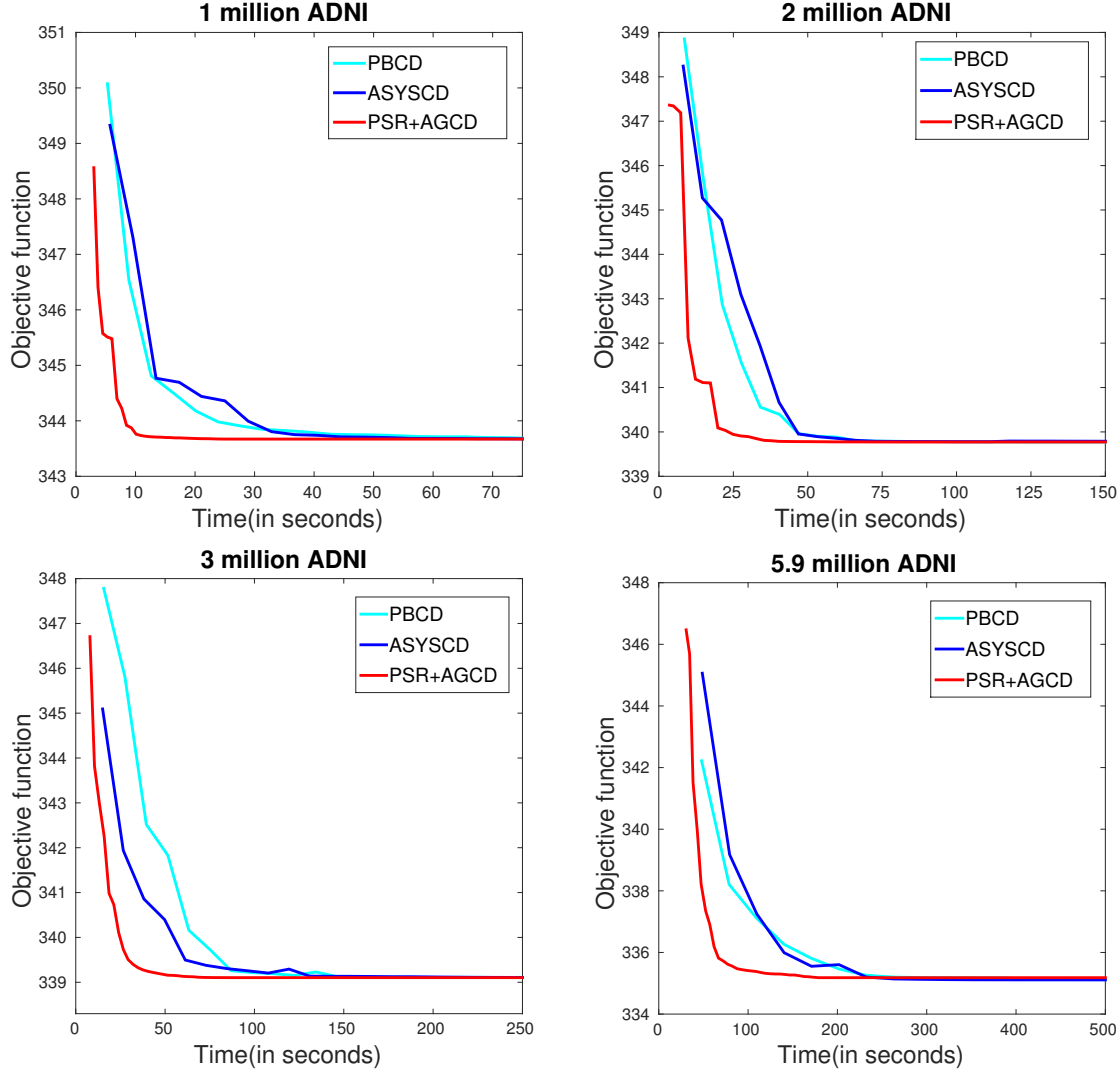 1 million ADNI
351
350
349
348
347
346
345
344
343
0 10 20 30 40 50 60 70
Objective function
Time(in seconds)
PBCD
ASYSCD
PSR+AGCD
2 million ADNI
349
348
347
346
345
344
343
342
341
340
339
0 25 50 75 100 125 150
Objective function
Time(in seconds)
PBCD
ASYSCD
PSR+AGCD
3 million ADNI
348
347
346
345
344
343
342
341
340
339
0 50 100 150 200 250
Objective function
Time(in seconds)
PBCD
ASYSCD
PSR+AGCD
5.9 million ADNI
348
346
344
342
340
338
336
334
0 100 200 300 400 500
Objective function
Time(in seconds)
PBCD
ASYSCD
PSR+AGCD